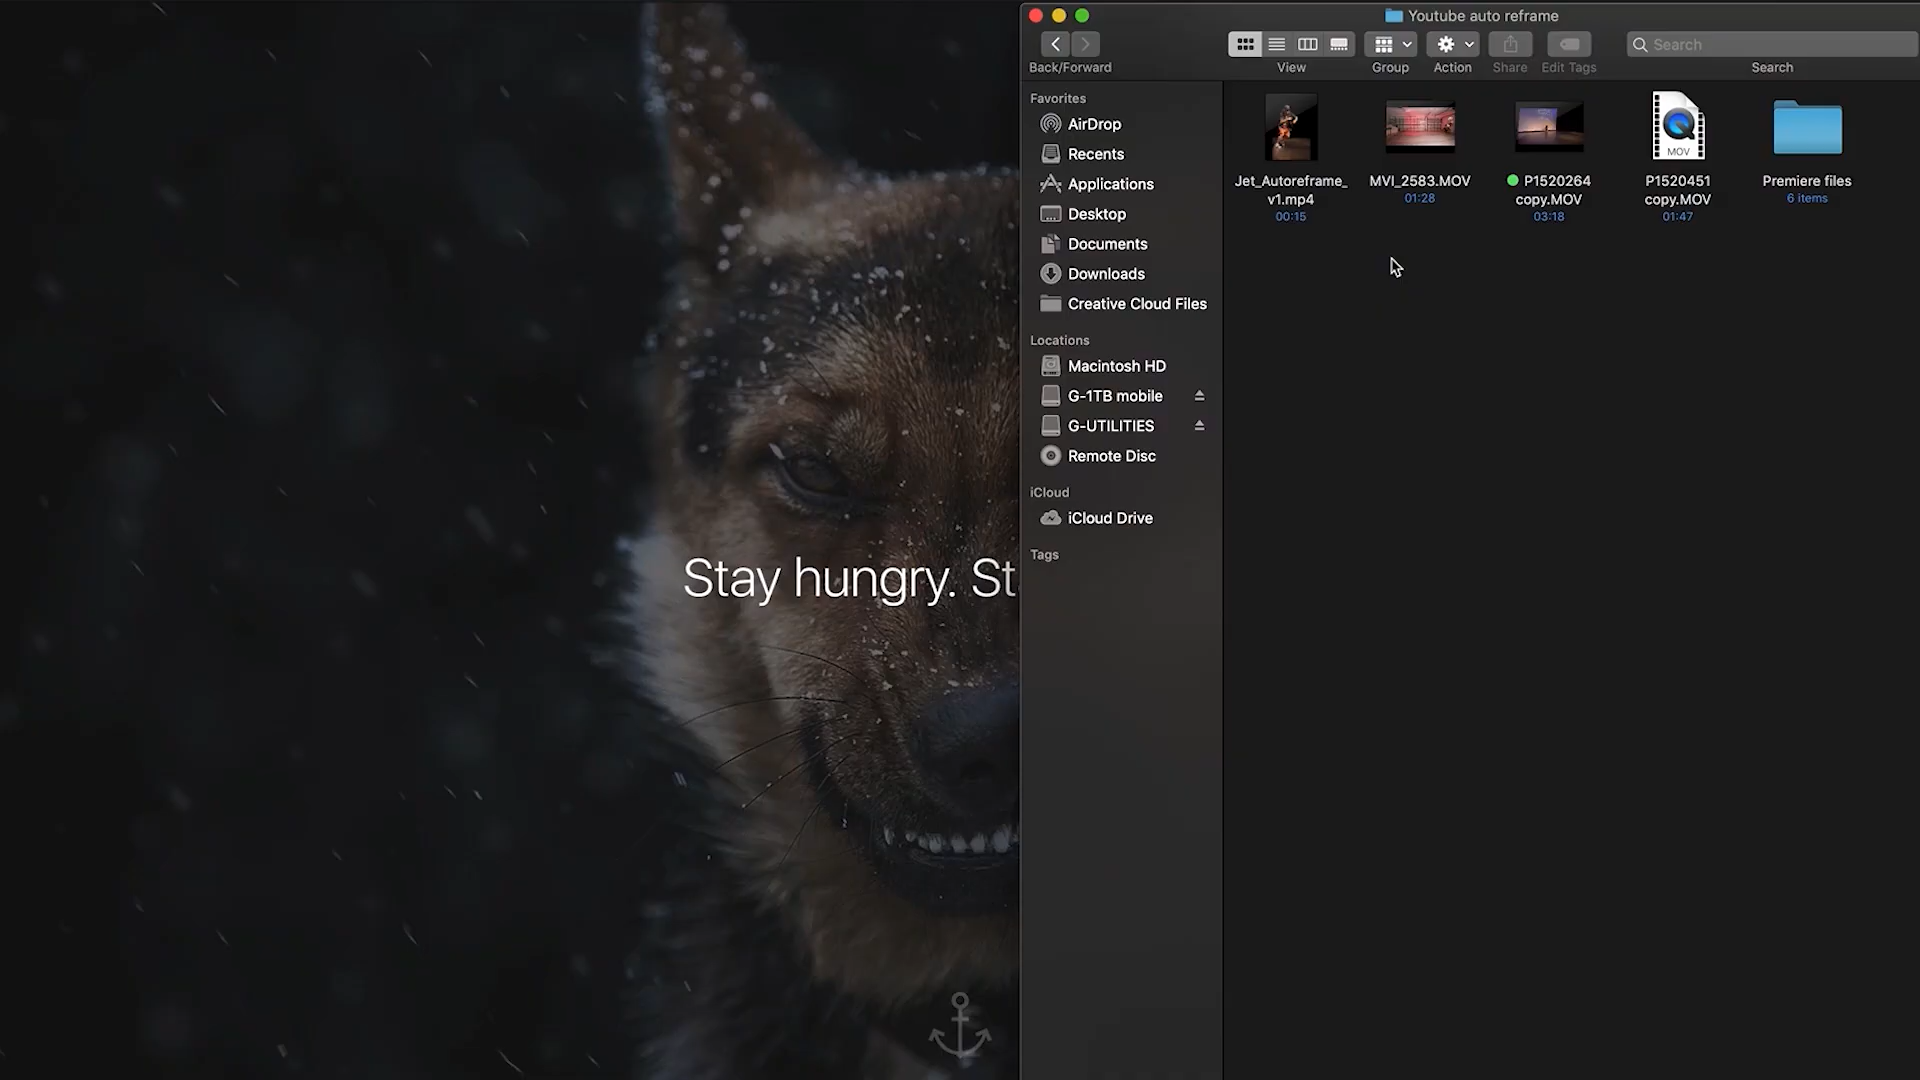 Youtube auto reframe
Back/Forward
View
Group
Action
Share
Edit Tags
Search
Search
Favorites
AirDrop
Recents
Applications
Desktop
Documents
Downloads
Creative Cloud Files
Locations
Macintosh HD
G-1TB mobile
G-UTILITIES
Remote Disc
iCloud
iCloud Drive
Tags
Jet_Autoreframe_
v1.mp4
00:15
MVI_2583.MOV
01:28
P1520264
copy.MOV
03:18
MOV
P1520451
copy.MOV
01:47
Premiere files
6 items
Stay hungry. St